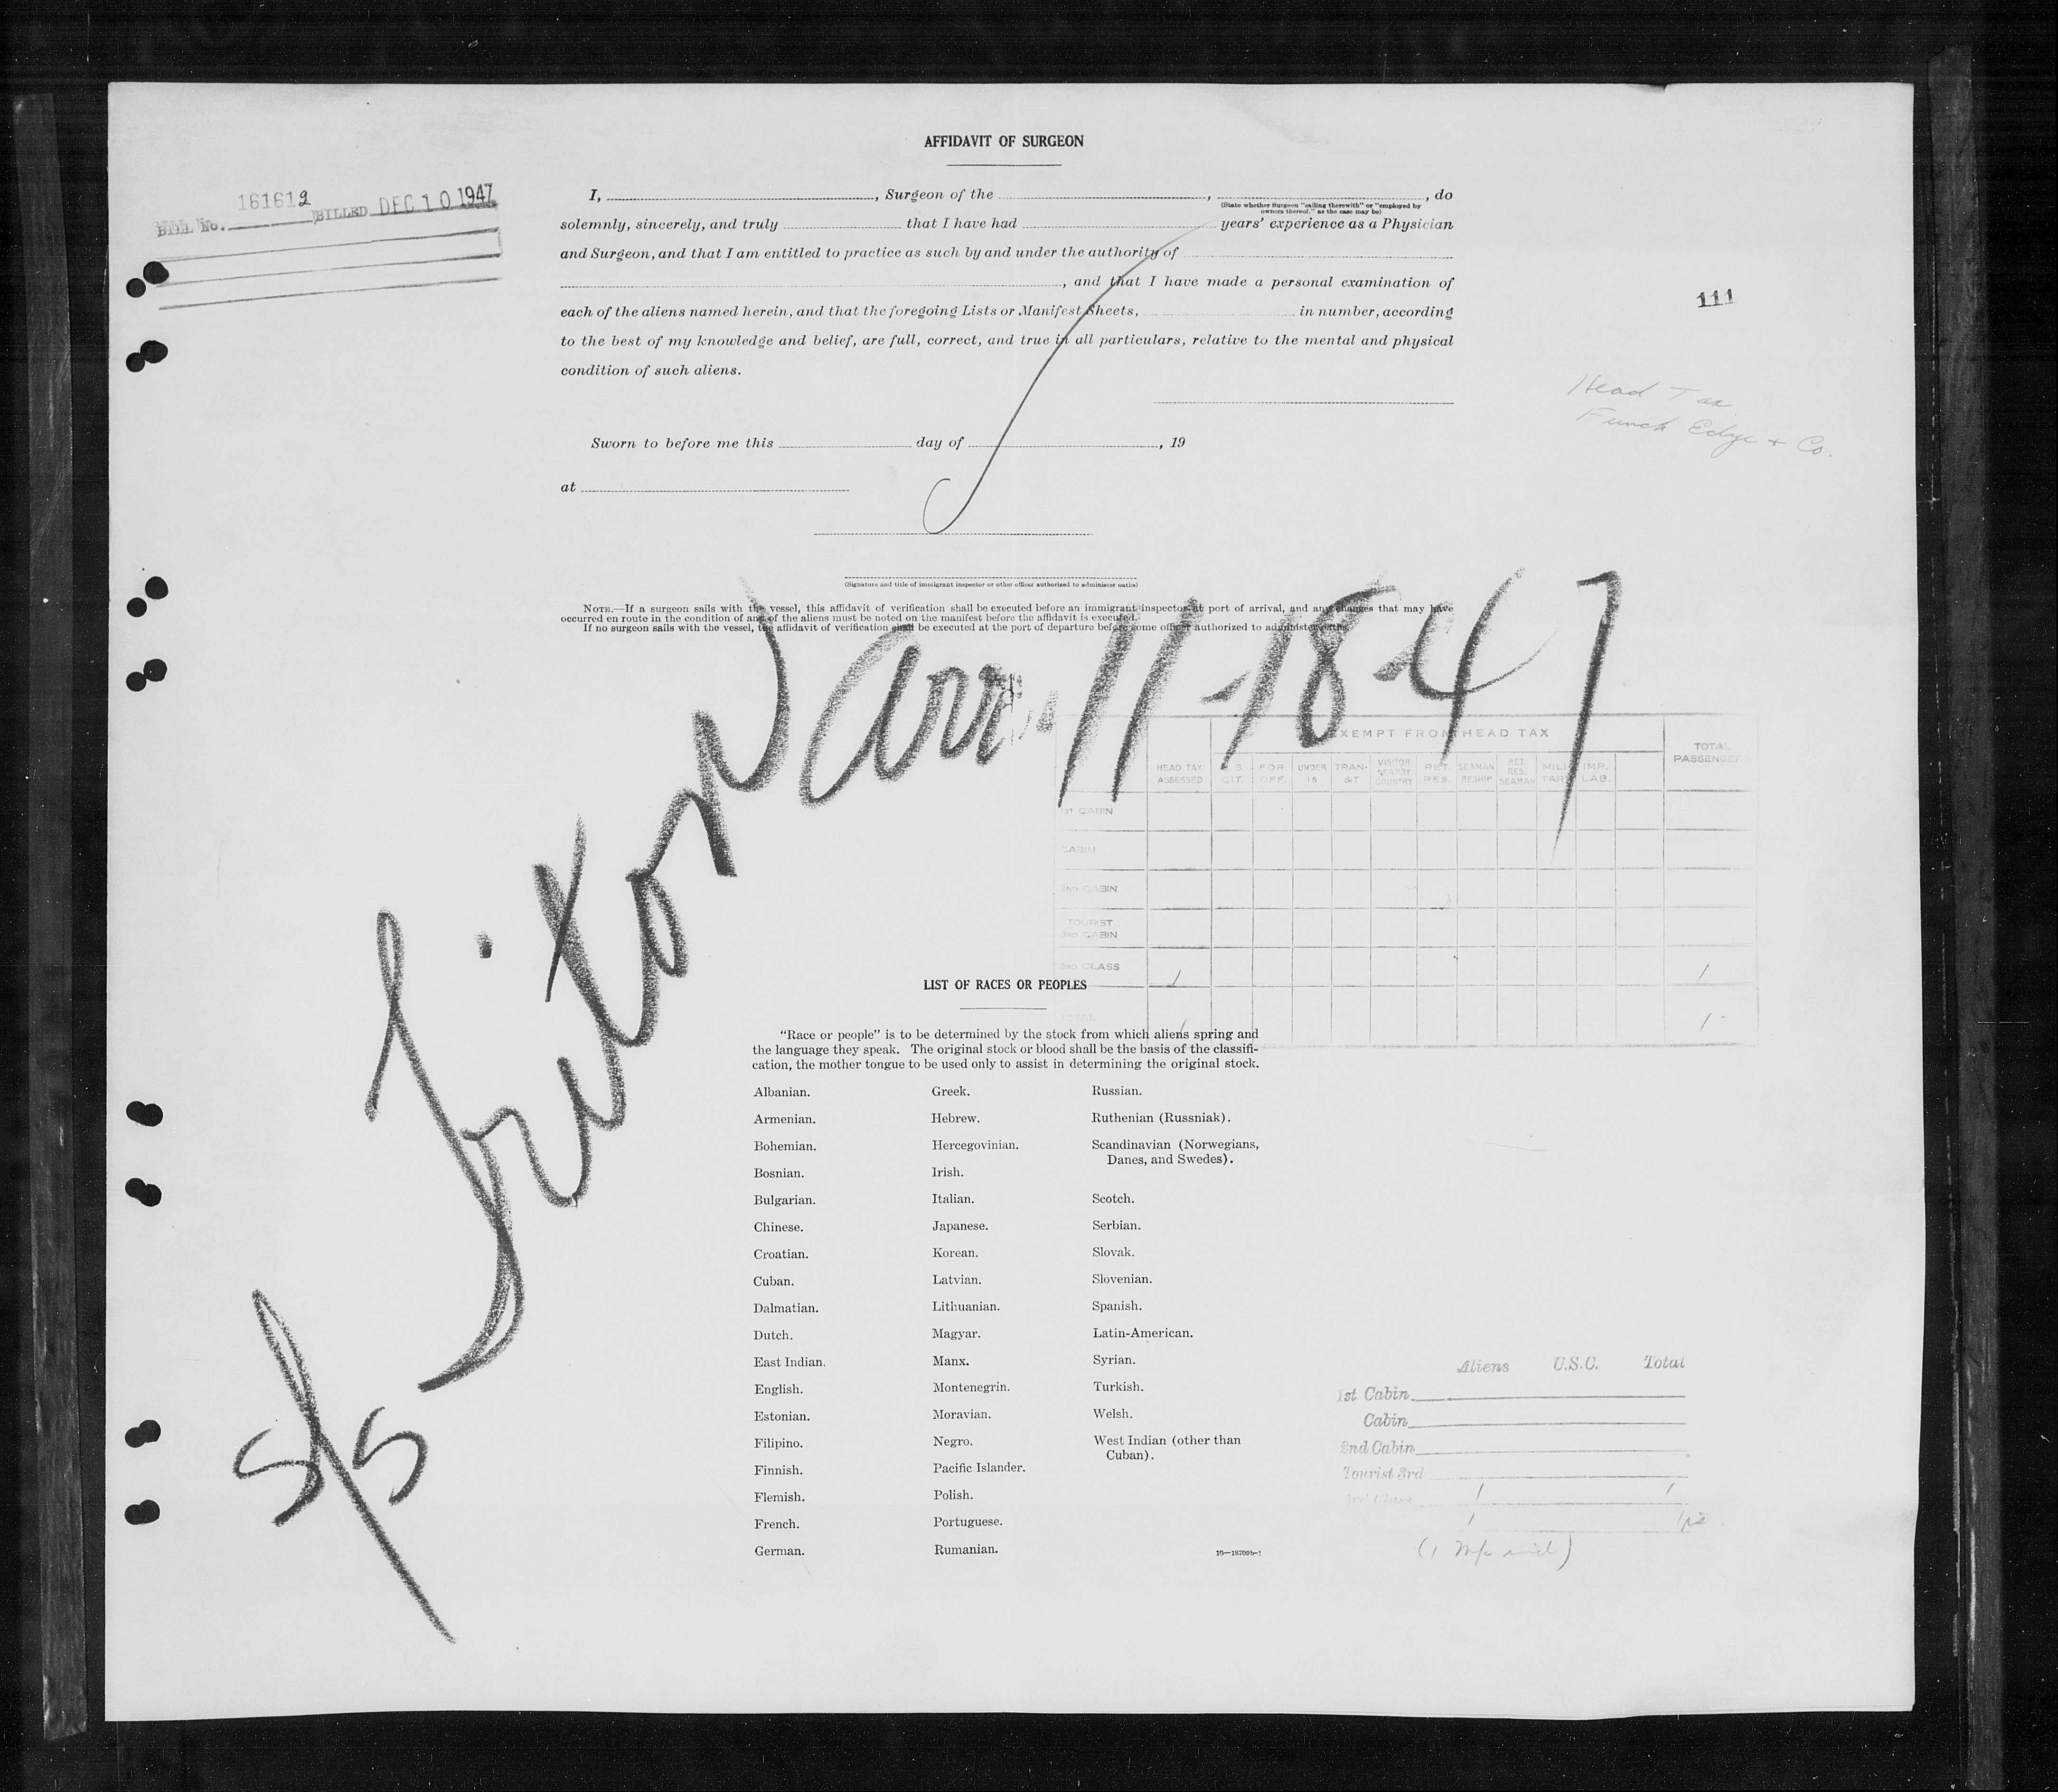 AFFIDAVIT OF SURGEON
BILL No. 161612 BILLED DEC 10 1947
I, , Surgeon of the , , do
(State whether Surgeon "sailing therewith" or "employed by
owners thereof," as the case may be)
solemnly, sincerely, and truly that I have had years' experience as a Physician
and Surgeon, and that I am entitled to practice as such by and under the authority of
, and that I have made a personal examination of
111
each of the aliens named herein, and that the foregoing Lists or Manifest Sheets, in number, according
to the best of my knowledge and belief, are full, correct, and true in all particulars, relative to the mental and physical
condition of such aliens.
Head Tax
Funch Edye & Co.
Sworn to before me this day of , 19
at
(Signature and title of immigrant inspector or other officer authorized to administer oaths)
NOTE.—If a surgeon sails with the vessel, this affidavit of verification shall be executed before an immigrant inspector at port of arrival, and any changes that may have
occurred en route in the condition of any of the aliens must be noted on the manifest before the affidavit is executed.
If no surgeon sails with the vessel, the affidavit of verification shall be executed at the port of departure before some officer authorized to administer oaths.
S/S Triton arr. 11-18-47
EXEMPT FROM HEAD TAX
HEAD TAX ASSESSED U.S. CIT. FOR. OFF. UNDER 16 TRAN-SIT VISITOR NEARBY COUNTRY RET. RES. SEAMAN RESHIP RET. RES. SEAMAN MILI-TARY IMP. LAB. TOTAL PASSENGERS
1ST CABIN
CABIN
2ND CABIN
TOURIST
3RD CABIN
3RD CLASS 1 1
TOTAL 1 1
LIST OF RACES OR PEOPLES
"Race or people" is to be determined by the stock from which aliens spring and
the language they speak. The original stock or blood shall be the basis of the classifi-
cation, the mother tongue to be used only to assist in determining the original stock.
Albanian.
Armenian.
Bohemian.
Bosnian.
Bulgarian.
Chinese.
Croatian.
Cuban.
Dalmatian.
Dutch.
East Indian.
English.
Estonian.
Filipino.
Finnish.
Flemish.
French.
German.
Greek.
Hebrew.
Hercegovinian.
Irish.
Italian.
Japanese.
Korean.
Latvian.
Lithuanian.
Magyar.
Manx.
Montenegrin.
Moravian.
Negro.
Pacific Islander.
Polish.
Portuguese.
Rumanian.
Russian.
Ruthenian (Russniak).
Scandinavian (Norwegians,
Danes, and Swedes).
Scotch.
Serbian.
Slovak.
Slovenian.
Spanish.
Latin-American.
Syrian.
Turkish.
Welsh.
West Indian (other than
Cuban).
16—18709b-1
Aliens U.S.C. Total
1st Cabin
Cabin
2nd Cabin
Tourist 3rd
3rd Class 1 1
1 1
(1